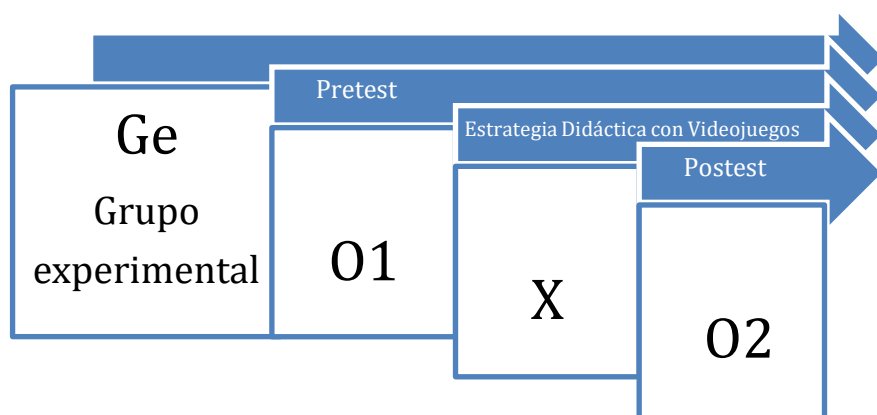 Ge
Grupo
experimental
Pretest
O1
Estrategia Didáctica con Videojuegos
X
Postest
O2